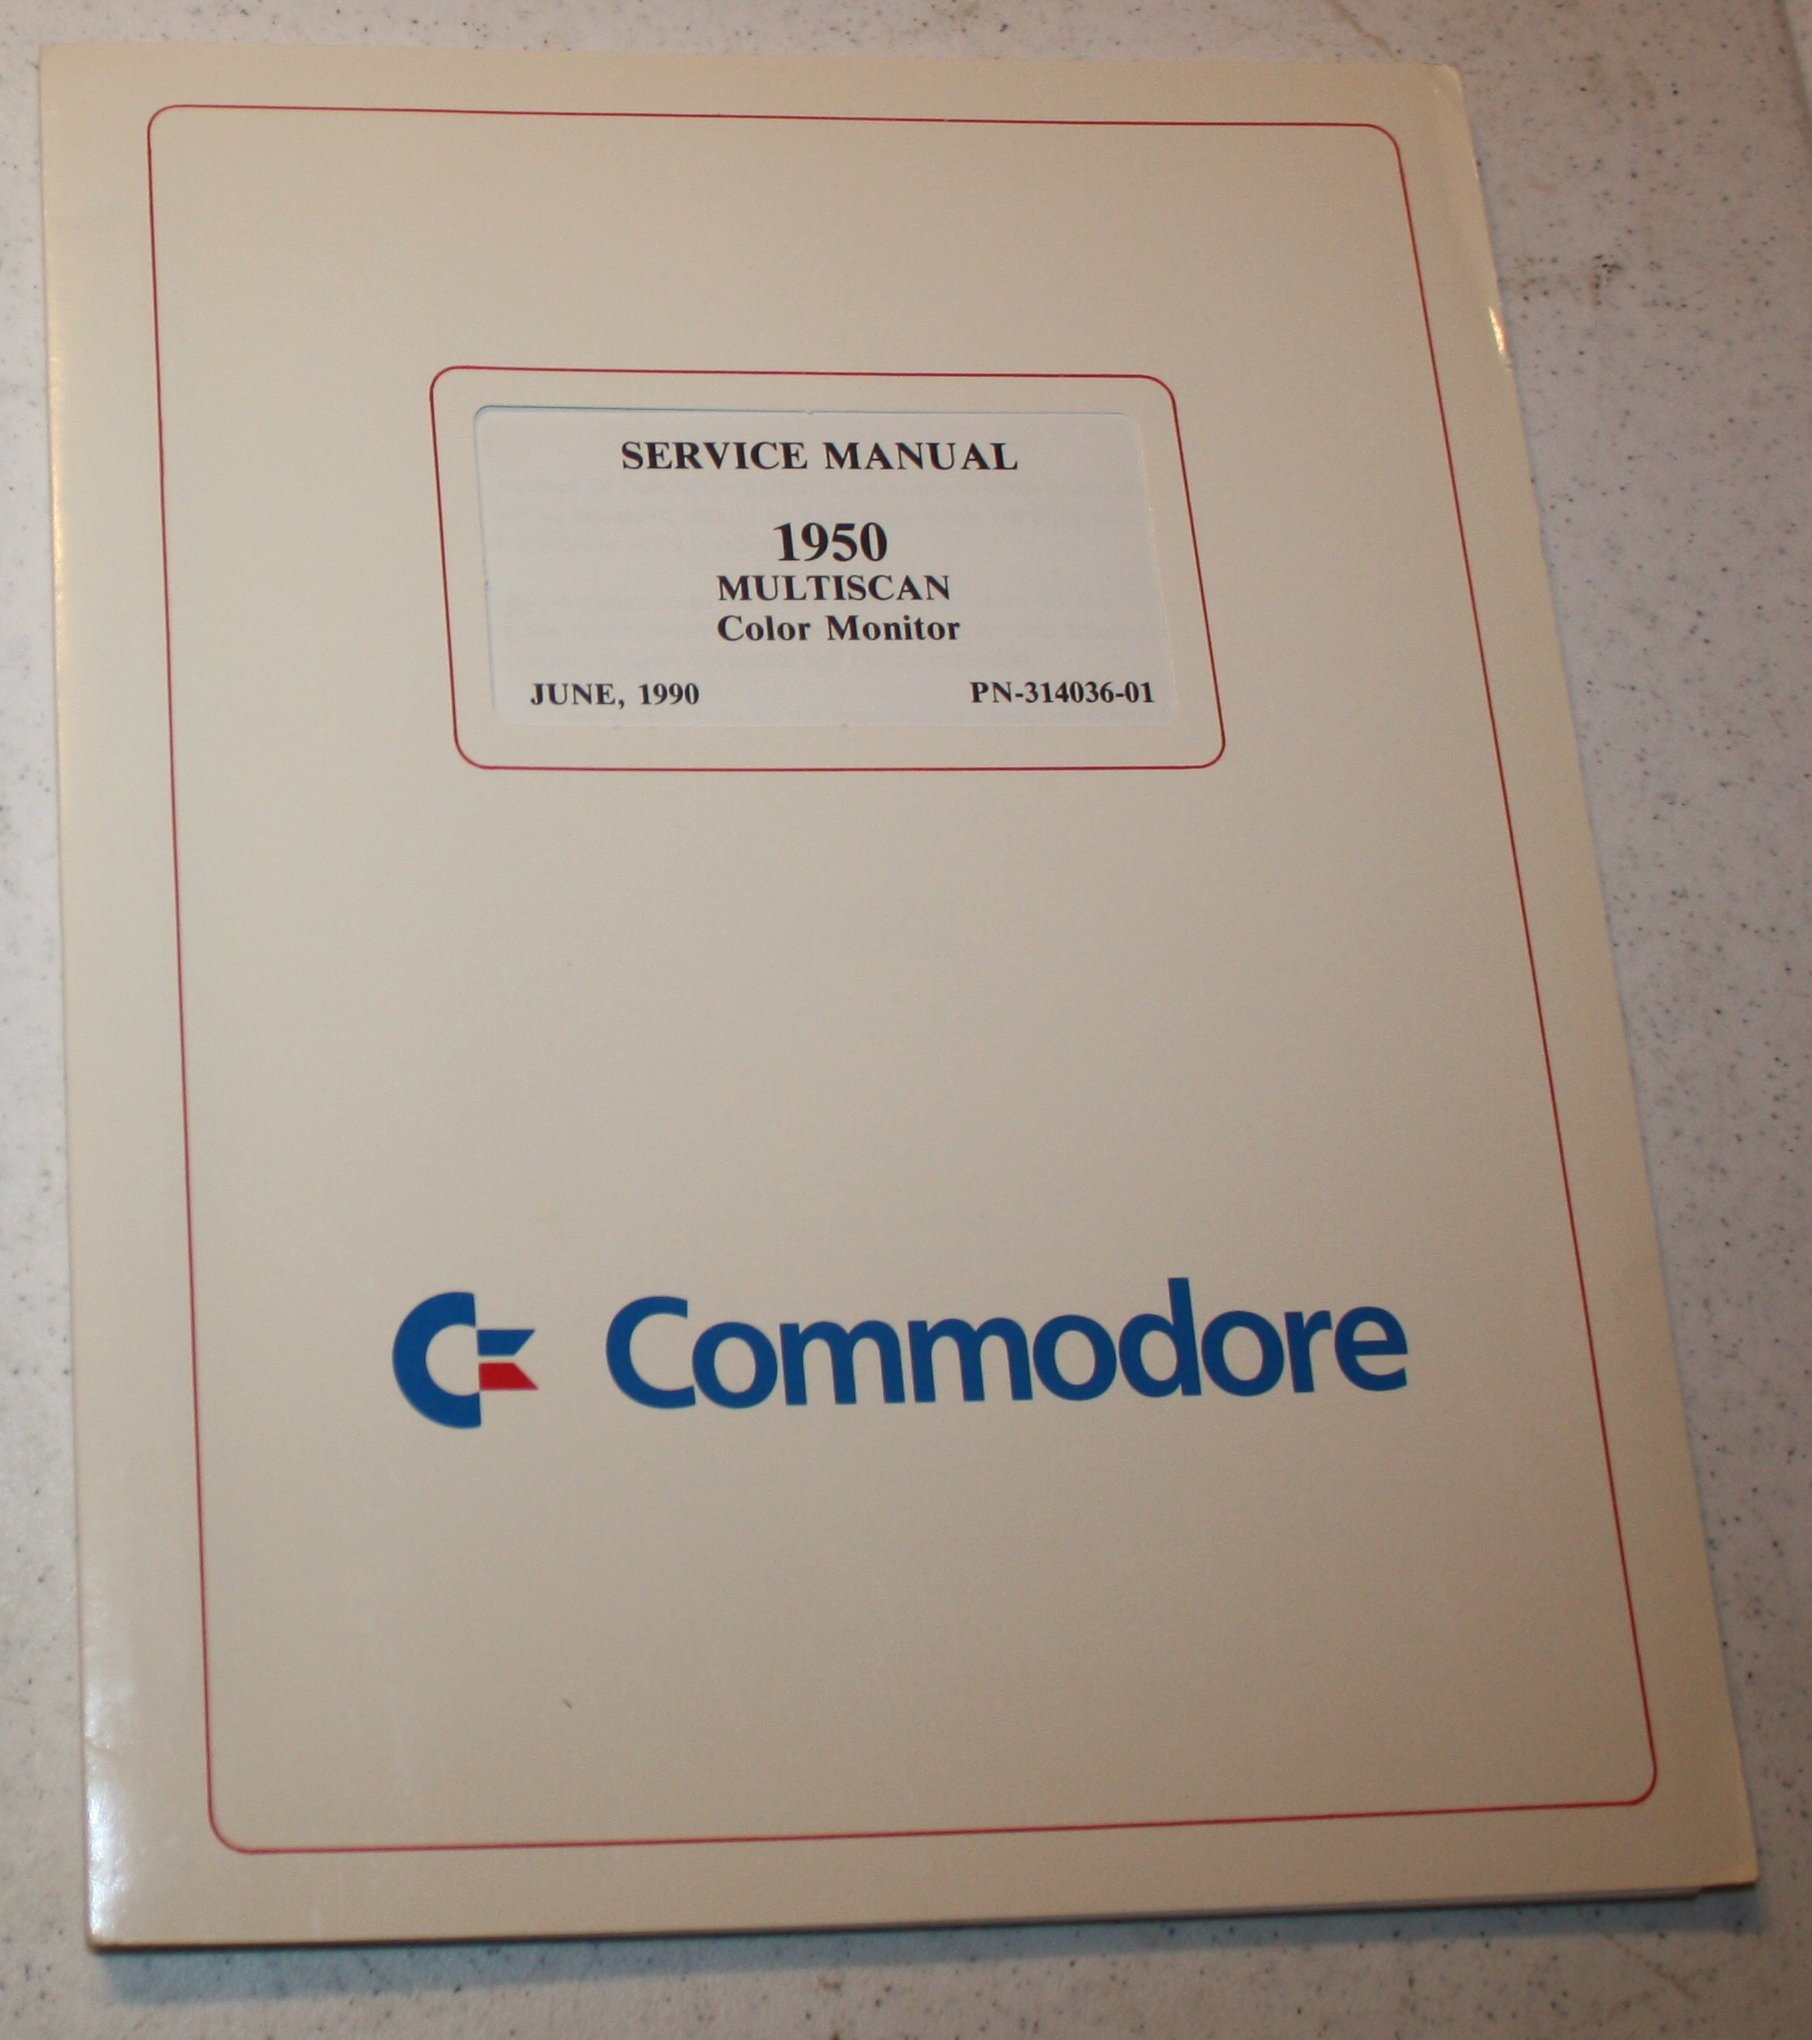 SERVICE MANUAL
1950
MULTISCAN
Color Monitor
JUNE, 1990 PN-314036-01
Commodore